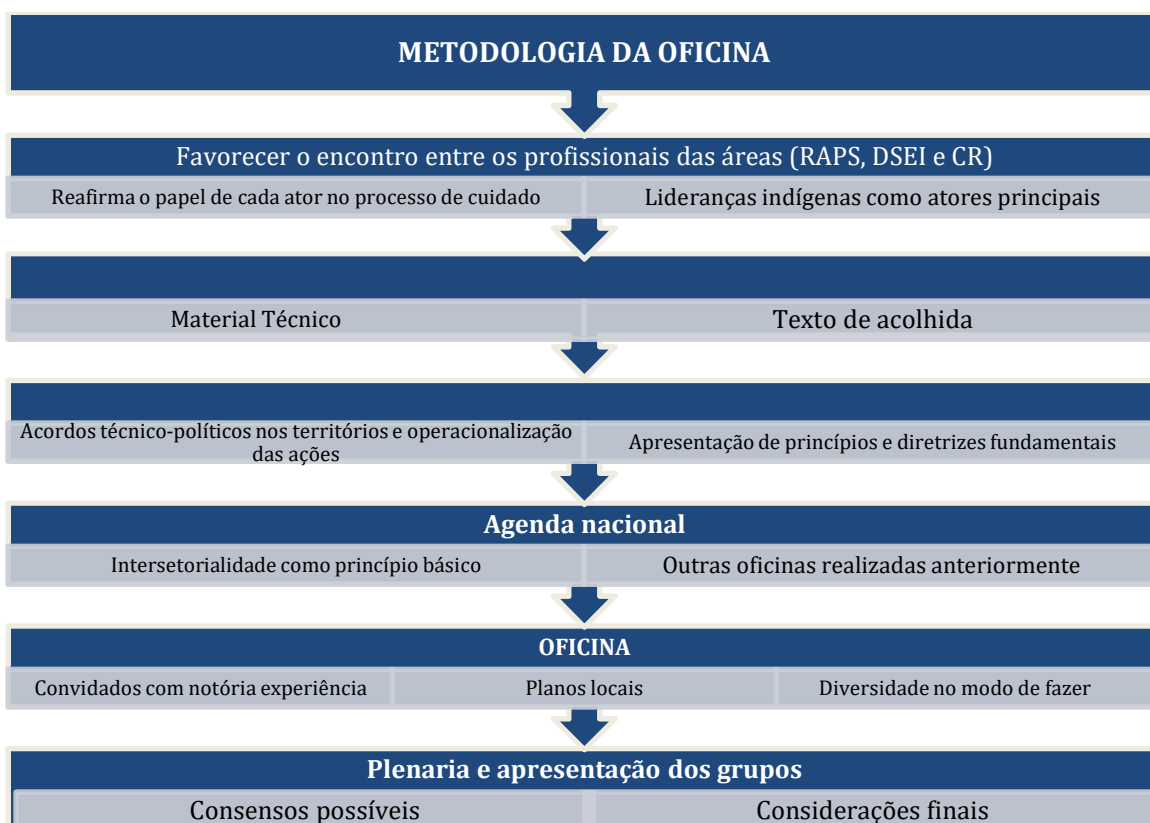 METODOLOGIA DA OFICINA
Favorecer o encontro entre os profissionais das áreas (RAPS, DSEI e CR)
Reafirma o papel de cada ator no processo de cuidado
Lideranças indígenas como atores principais
Material Técnico
Texto de acolhida
Acordos técnico-políticos nos territórios e operacionalização
das ações
Apresentação de princípios e diretrizes fundamentais
Agenda nacional
Intersetorialidade como princípio básico
Outras oficinas realizadas anteriormente
OFICINA
Convidados com notória experiência
Planos locais
Diversidade no modo de fazer
Plenaria e apresentação dos grupos
Consensos possíveis
Considerações finais